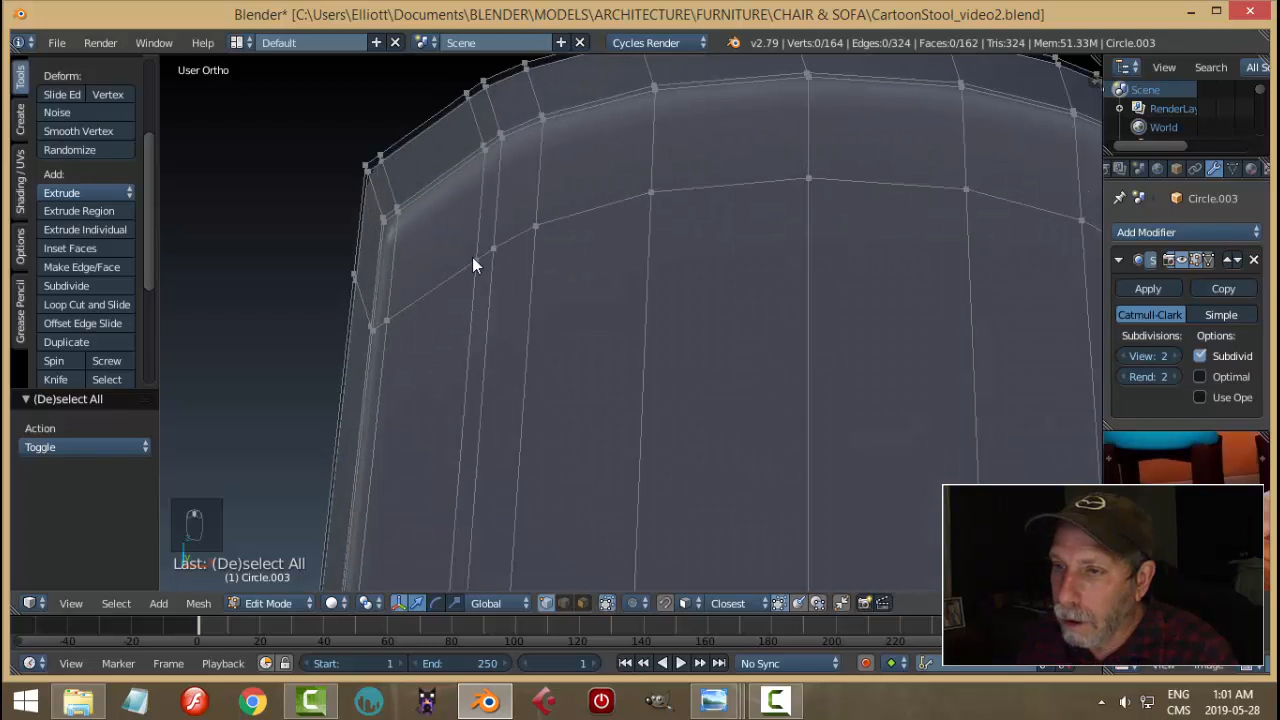 Blender* [C:\Users\Elliott\Documents\BLENDER\MODELS\ARCHITECTURE\FURNITURE\CHAIR & SOFA\CartoonStool_video2.blend]
File Render Window Help Default Scene Cycles Render v2.79 | Verts:0/164 | Edges:0/324 | Faces:0/162 | Tris:324 | Mem:51.33M | Circle.003
User Ortho
View Search All S
Scene
RenderLay
World
Tools
Create
Shading / UVs
Options
Grease Pencil
Deform:
Slide Ed Vertex
Noise
Smooth Vertex
Randomize
Add:
Extrude
Extrude Region
Extrude Individual
Inset Faces
Make Edge/Face
Subdivide
Loop Cut and Slide
Offset Edge Slide
Duplicate
Spin Screw
Knife Select
(De)select All
Action
Toggle
Last: (De)select All
(1) Circle.003
Circle.003
Add Modifier
S
Apply Copy
Catmull-Clark Simple
Subdivisions: Options:
View: 2 Subdivid
Rend: 2 Optimal
Use Ope
View Select Add Mesh Edit Mode Global Closest
-40 -20 0 20 40 60 80 100 120 140 160 180 200 220
View Marker Frame Playback Start: 1 End: 250 1 No Sync
ENG
CMS
1:01 AM
2019-05-28